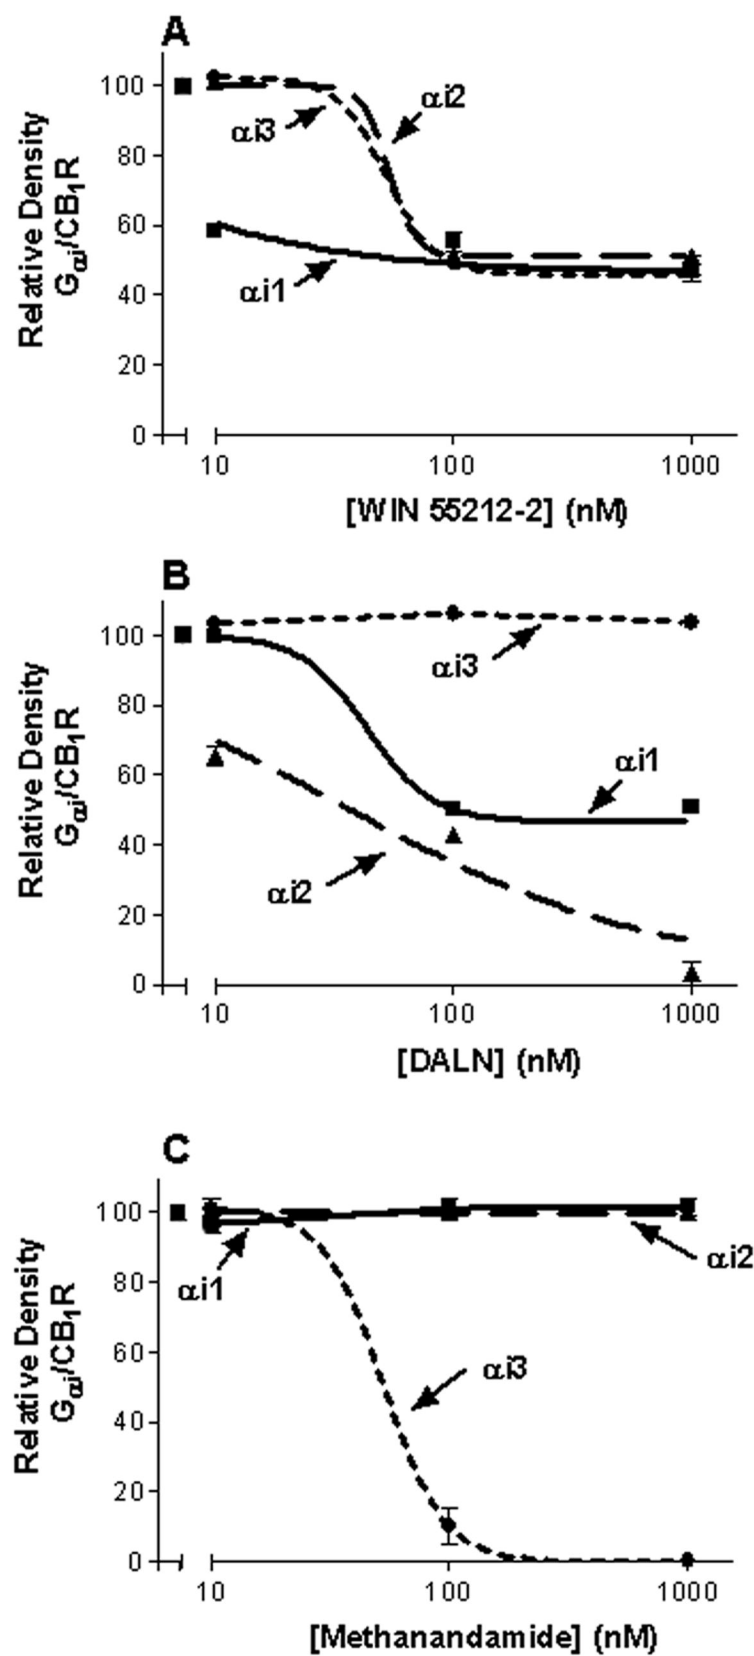 A
Relative Density
Gαi/CB₁R
100
80
60
40
20
0
αi2
αi3
αi1
10 100 1000
[WIN 55212-2] (nM)
B
Relative Density
Gαi/CB₁R
100
80
60
40
20
0
αi3
αi1
αi2
10 100 1000
[DALN] (nM)
C
Relative Density
Gαi/CB₁R
100
80
60
40
20
0
αi1
αi2
αi3
10 100 1000
[Methanandamide] (nM)